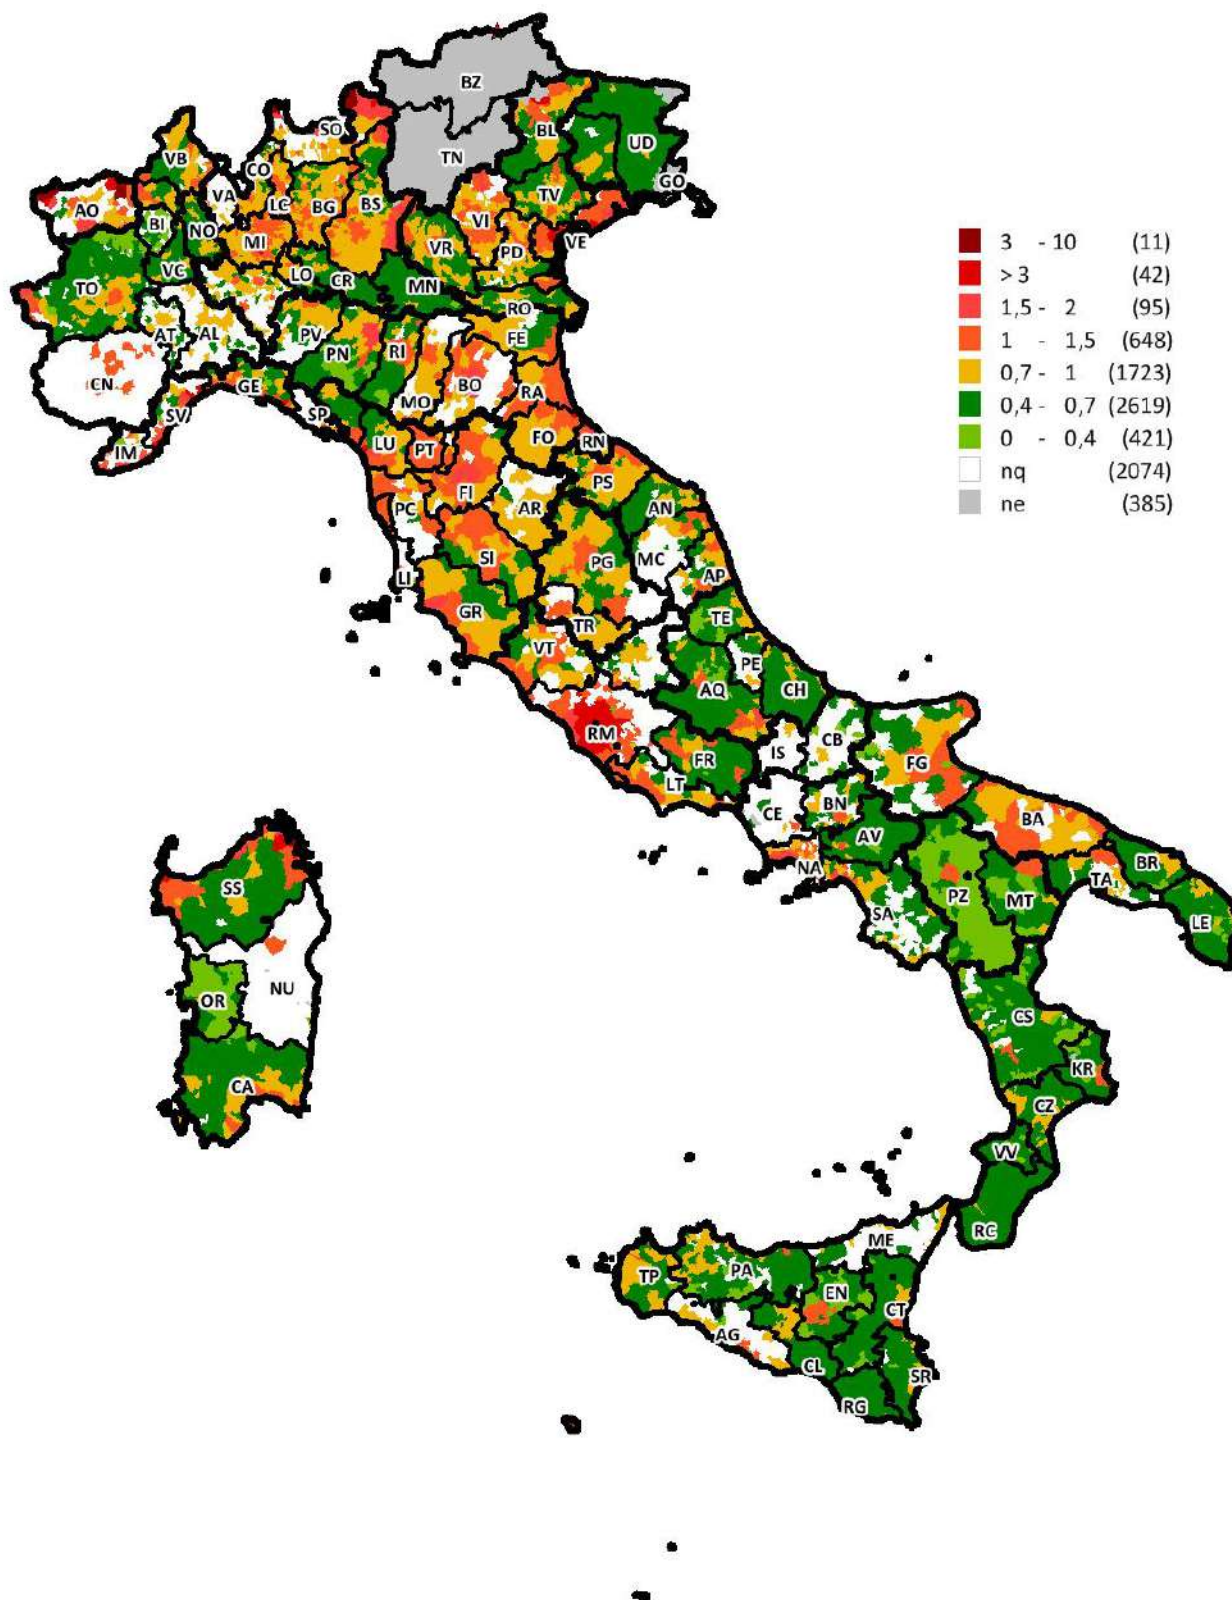 BZ
SO
BL
UD
VB
TN
CO
GO
VA
AO
LC
BG
BS
TV
BI
NO
VI
MI
VR
PD
VE
VC
LO
CR
TO
MN
RO
AT
AL
PV
FE
PN
RI
CN
GE
MO
BO
RA
SV
SP
LU
PT
FO
RN
IM
FI
PS
PC
AR
AN
SI
PG
MC
LI
AP
GR
TR
TE
VT
PE
AQ
CH
RM
CB
IS
FR
FG
LT
CE
BN
BA
AV
NA
BR
TA
SS
PZ
MT
SA
LE
NU
OR
CS
KR
CA
CZ
VV
RC
ME
TP
PA
EN
CT
AG
CL
SR
RG
3 - 10 (11)
> 3 (42)
1,5 - 2 (95)
1 - 1,5 (648)
0,7 - 1 (1723)
0,4 - 0,7 (2619)
0 - 0,4 (421)
nq (2074)
ne (385)